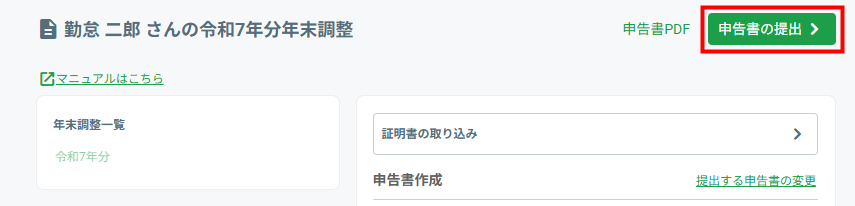 勤怠 二郎 さんの令和7年分年末調整
申告書PDF
申告書の提出
マニュアルはこちら
年末調整一覧
令和7年分
証明書の取り込み
申告書作成
提出する申告書の変更